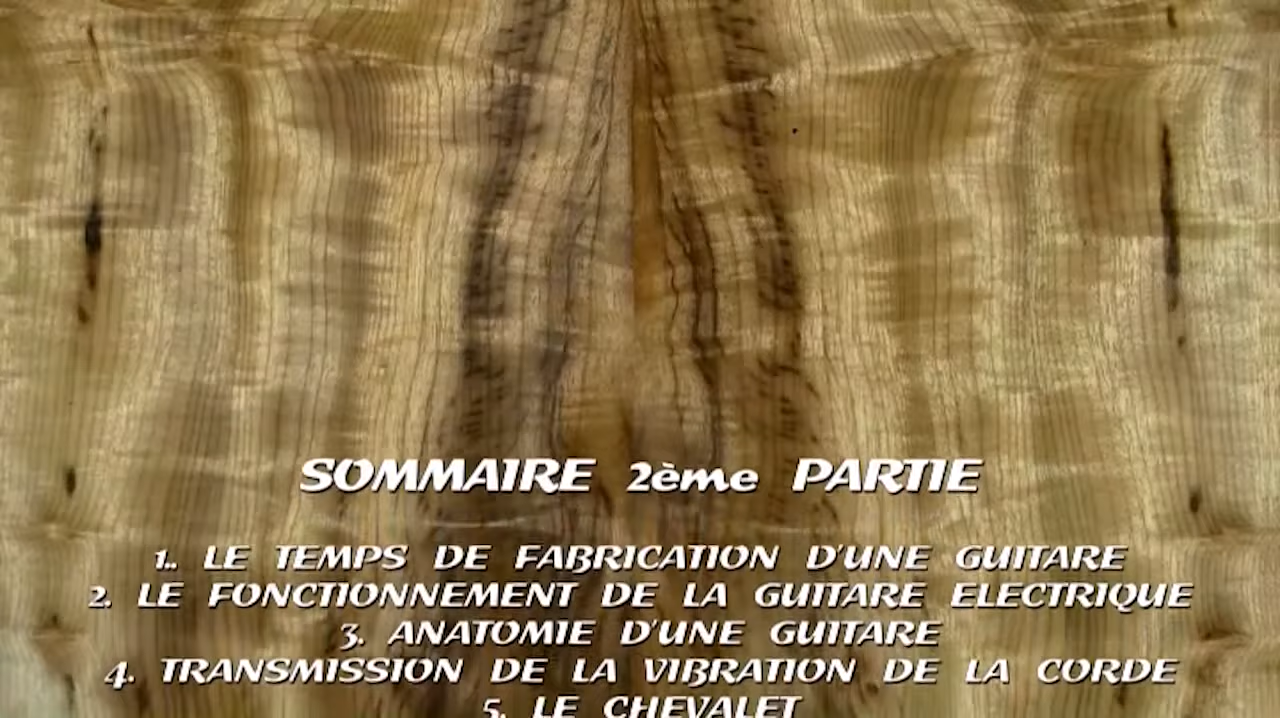 SOMMAIRE 2ème PARTIE
1.. LE TEMPS DE FABRICATION D'UNE GUITARE
2. LE FONCTIONNEMENT DE LA GUITARE ELECTRIQUE
3. ANATOMIE D'UNE GUITARE
4. TRANSMISSION DE LA VIBRATION DE LA CORDE
5. LE CHEVALET